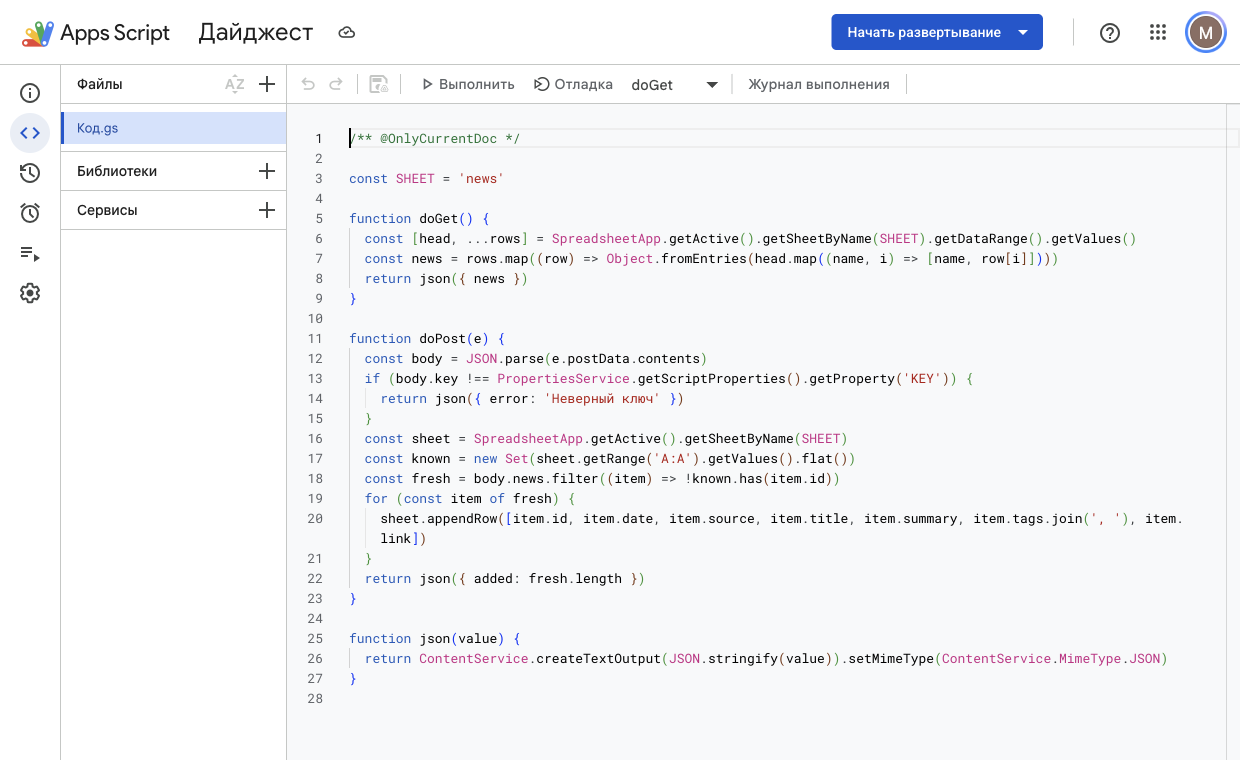 Apps Script Дайджест
Начать развертывание
M
Файлы
AZ
Выполнить Отладка doGet Журнал выполнения
Код.gs
Библиотеки
Сервисы
1 /** @OnlyCurrentDoc */
2
3 const SHEET = 'news'
4
5 function doGet() {
6 const [head, ...rows] = SpreadsheetApp.getActive().getSheetByName(SHEET).getDataRange().getValues()
7 const news = rows.map((row) => Object.fromEntries(head.map((name, i) => [name, row[i]])))
8 return json({ news })
9 }
10
11 function doPost(e) {
12 const body = JSON.parse(e.postData.contents)
13 if (body.key !== PropertiesService.getScriptProperties().getProperty('KEY')) {
14 return json({ error: 'Неверный ключ' })
15 }
16 const sheet = SpreadsheetApp.getActive().getSheetByName(SHEET)
17 const known = new Set(sheet.getRange('A:A').getValues().flat())
18 const fresh = body.news.filter((item) => !known.has(item.id))
19 for (const item of fresh) {
20 sheet.appendRow([item.id, item.date, item.source, item.title, item.summary, item.tags.join(', '), item.
link])
21 }
22 return json({ added: fresh.length })
23 }
24
25 function json(value) {
26 return ContentService.createTextOutput(JSON.stringify(value)).setMimeType(ContentService.MimeType.JSON)
27 }
28